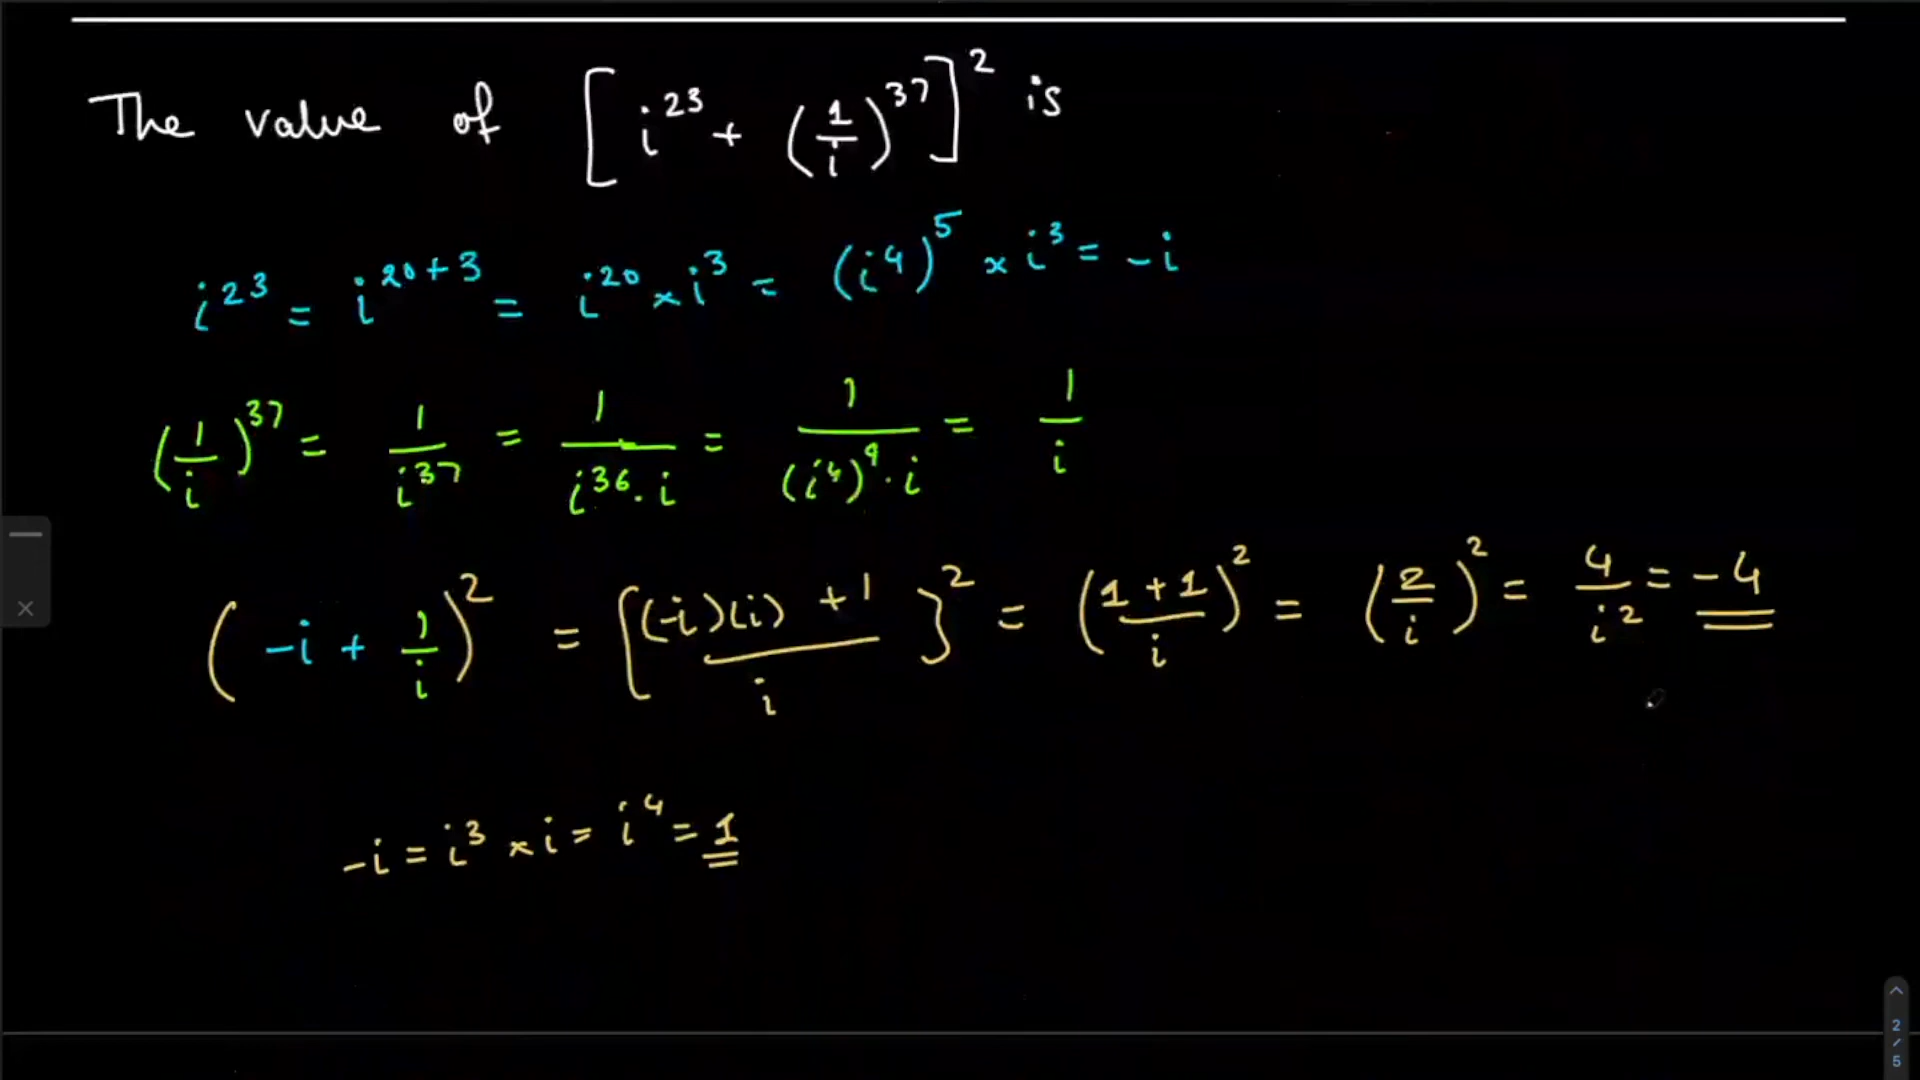 The value of [i^23 + (1/i)^37]^2 is
i^23 = i^20+3 = i^20 × i^3 = (i^4)^5 × i^3 = -i
(1/i)^37 = 1/i^37 = 1/i^36 . i = 1/(i^4)^9 . i = 1/i
(-i + 1/i)^2 = [(-i)(i) + 1/i]^2 = (1+1/i)^2 = (2/i)^2 = 4/i^2 = -4
-i = i^3 × i = i^4 = 1
2/5